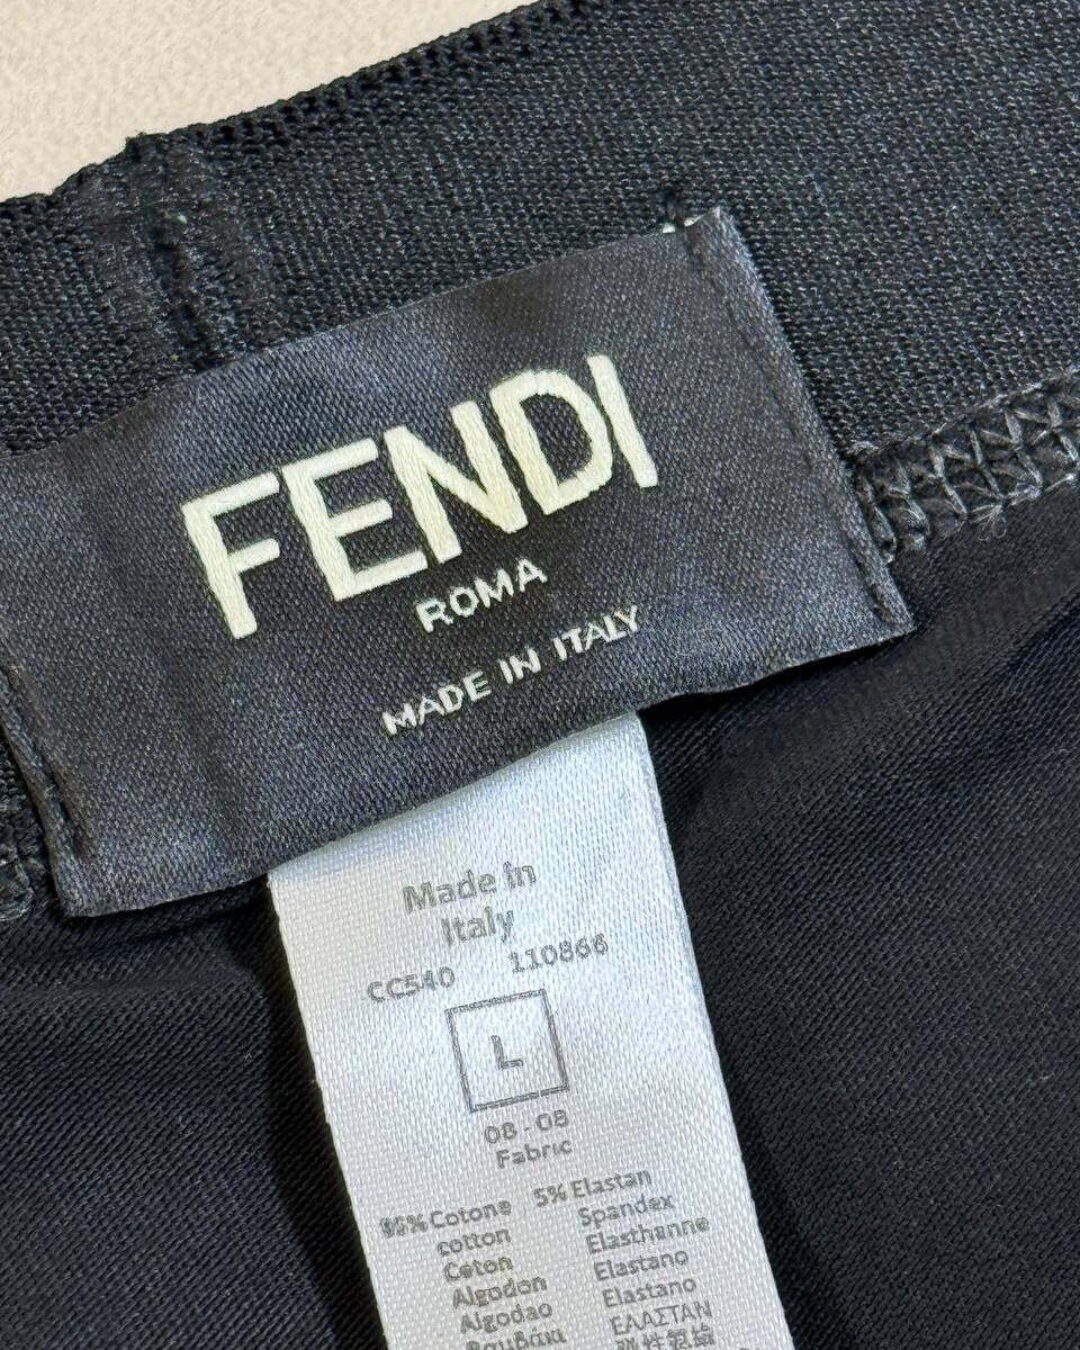 FENDI
ROMA
MADE IN ITALY
Made in
Italy
CC540 110866
L
08 - 08
Fabric
95% Cotone 5% Elastan
cotton Spandex
Coton Elasthanne
Algodon Elastano
Algodao Elastano
Βαμβάκι ΕΛΑΣΤΑΝ